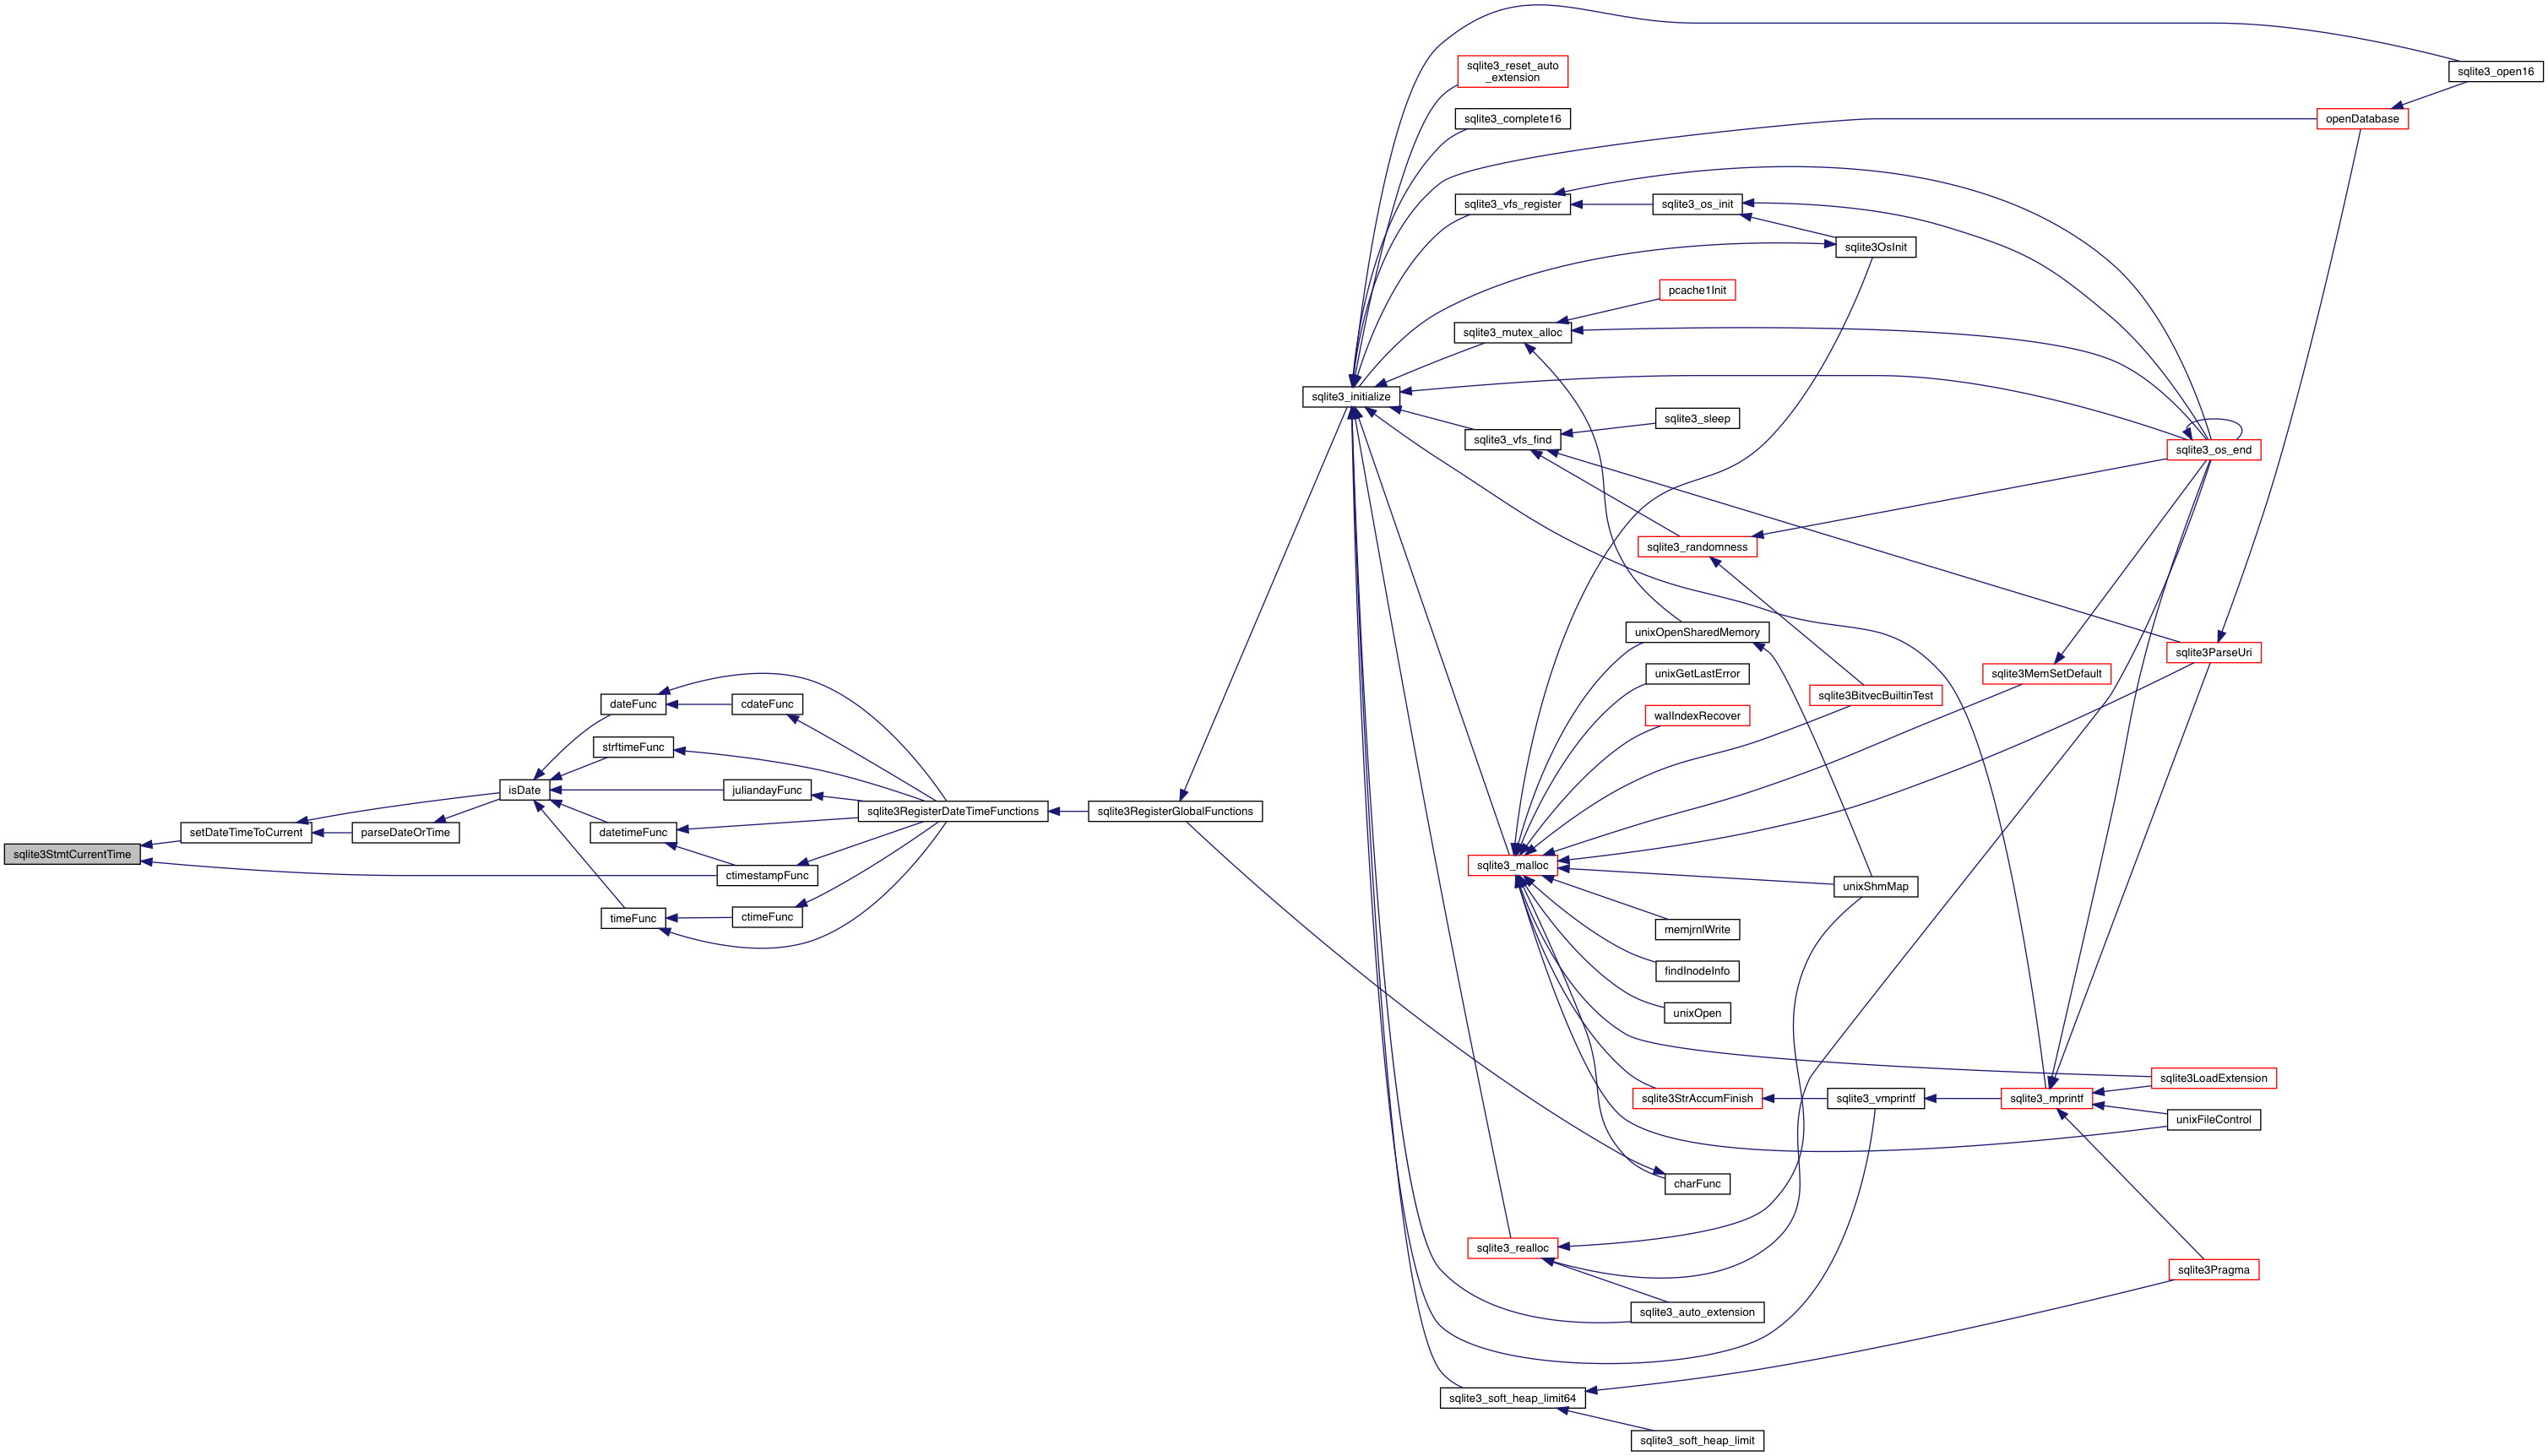 sqlite3_open16
sqlite3_reset_auto
_extension
sqlite3_complete16
openDatabase
sqlite3_vfs_register
sqlite3_os_init
sqlite3OsInit
pcache1Init
sqlite3_mutex_alloc
sqlite3_initialize
sqlite3_sleep
sqlite3_vfs_find
sqlite3_os_end
sqlite3_randomness
unixOpenSharedMemory
sqlite3ParseUri
unixGetLastError
sqlite3MemSetDefault
sqlite3BitvecBuiltinTest
dateFunc
cdateFunc
walIndexRecover
strftimeFunc
isDate
juliandayFunc
sqlite3RegisterDateTimeFunctions
sqlite3RegisterGlobalFunctions
setDateTimeToCurrent
parseDateOrTime
datetimeFunc
sqlite3StmtCurrentTime
sqlite3_malloc
ctimestampFunc
unixShmMap
timeFunc
ctimeFunc
memjrnlWrite
findInodeInfo
unixOpen
sqlite3LoadExtension
sqlite3StrAccumFinish
sqlite3_vmprintf
sqlite3_mprintf
unixFileControl
charFunc
sqlite3_realloc
sqlite3Pragma
sqlite3_auto_extension
sqlite3_soft_heap_limit64
sqlite3_soft_heap_limit